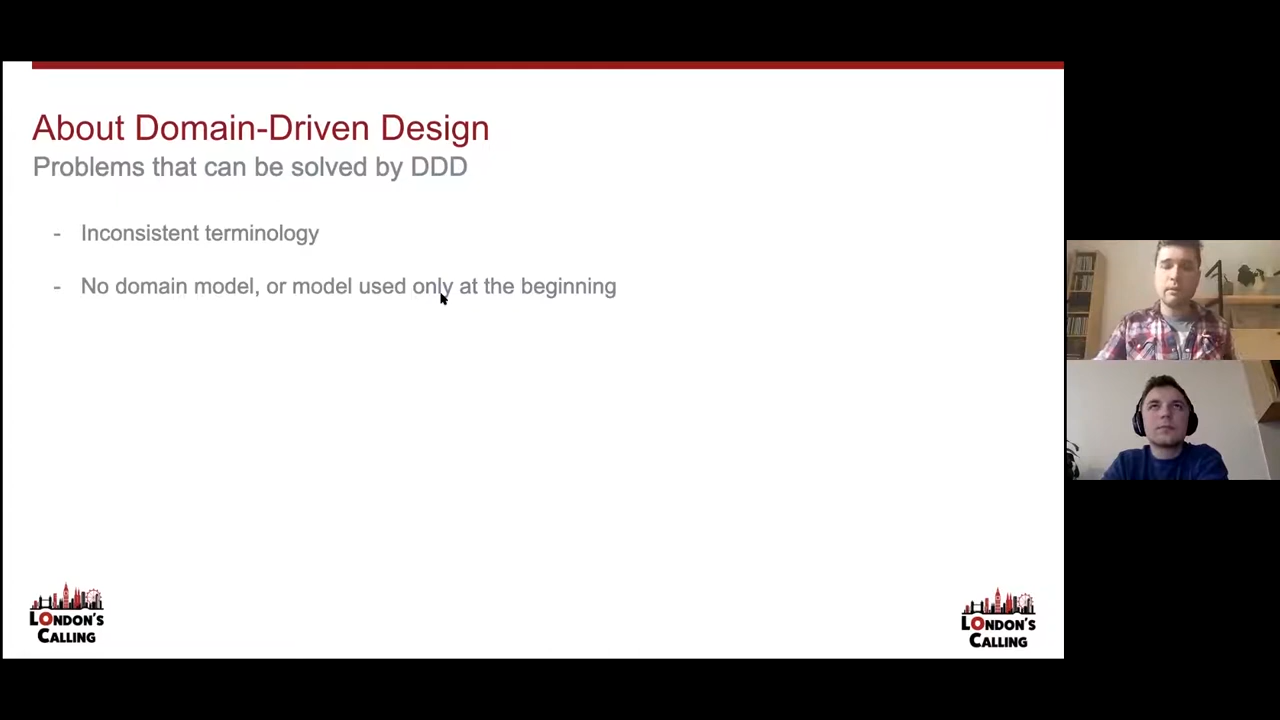 About Domain-Driven Design
Problems that can be solved by DDD
- Inconsistent terminology
- No domain model, or model used only at the beginning
LONDON'S
CALLING
LONDON'S
CALLING